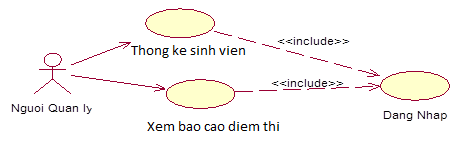 <<include>>
Thong ke sinh vien
<<include>>
Nguoi Quan ly
Dang Nhap
Xem bao cao diem thi